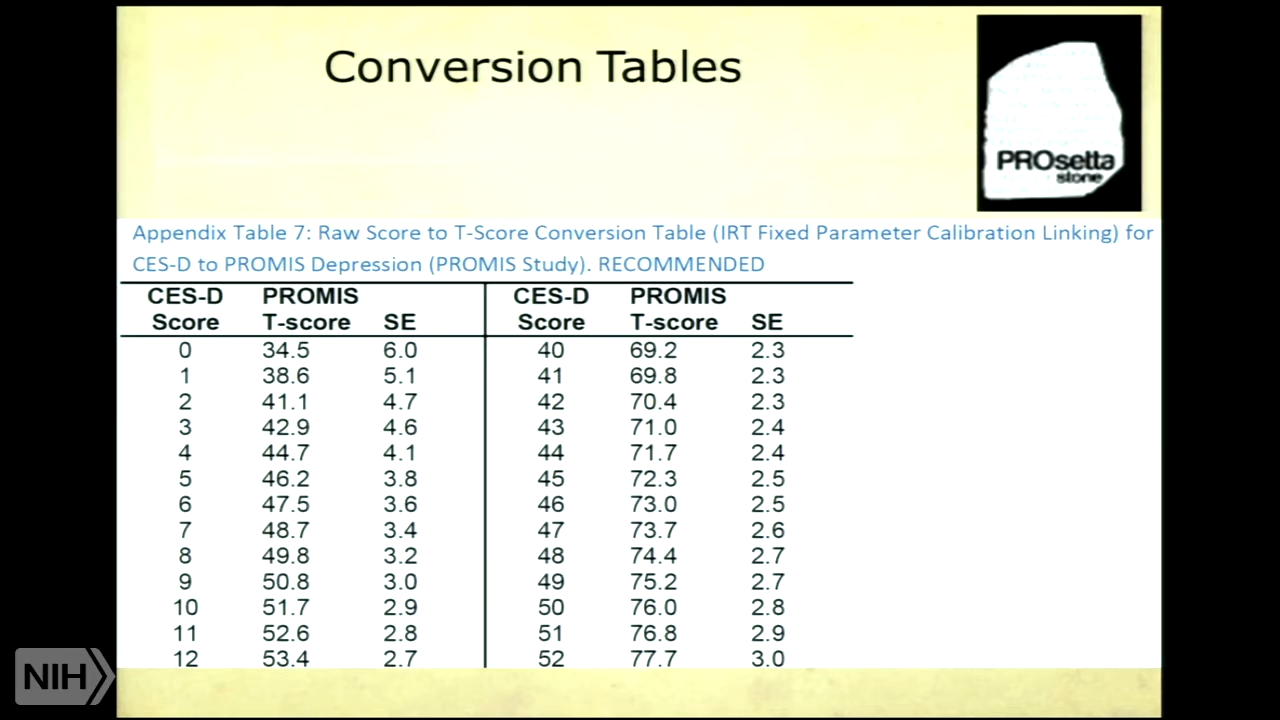 Conversion Tables
PROsetta
stone
Appendix Table 7: Raw Score to T-Score Conversion Table (IRT Fixed Parameter Calibration Linking) for
CES-D to PROMIS Depression (PROMIS Study). RECOMMENDED
CES-D PROMIS CES-D PROMIS
Score T-score SE Score T-score SE
0 34.5 6.0 40 69.2 2.3
1 38.6 5.1 41 69.8 2.3
2 41.1 4.7 42 70.4 2.3
3 42.9 4.6 43 71.0 2.4
4 44.7 4.1 44 71.7 2.4
5 46.2 3.8 45 72.3 2.5
6 47.5 3.6 46 73.0 2.5
7 48.7 3.4 47 73.7 2.6
8 49.8 3.2 48 74.4 2.7
9 50.8 3.0 49 75.2 2.7
10 51.7 2.9 50 76.0 2.8
11 52.6 2.8 51 76.8 2.9
12 53.4 2.7 52 77.7 3.0
NIH